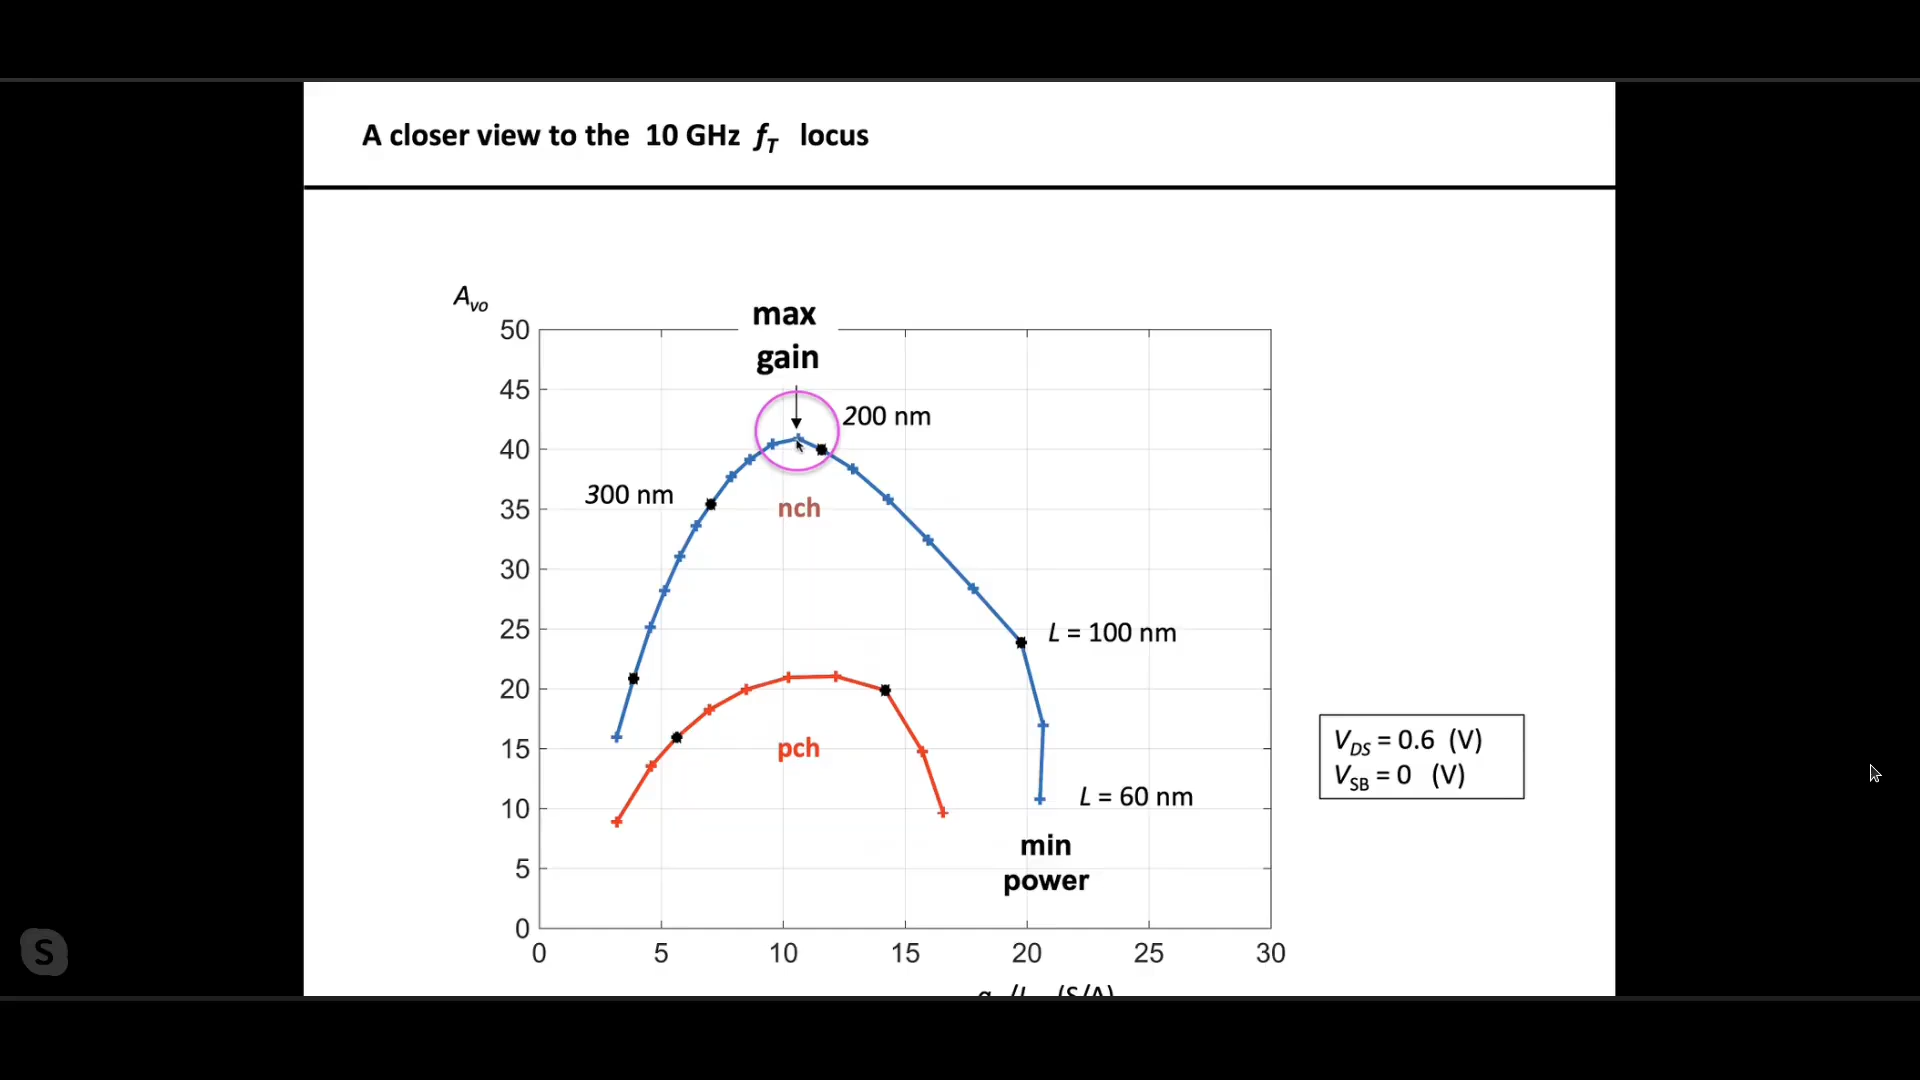 A closer view to the 10 GHz fT locus
Avo
max
gain
50
45
40
35
30
25
20
15
10
5
0
200 nm
300 nm
nch
L = 100 nm
pch
VDS = 0.6 (V)
VSB = 0 (V)
L = 60 nm
min
power
0 5 10 15 20 25 30
(S/A)
S